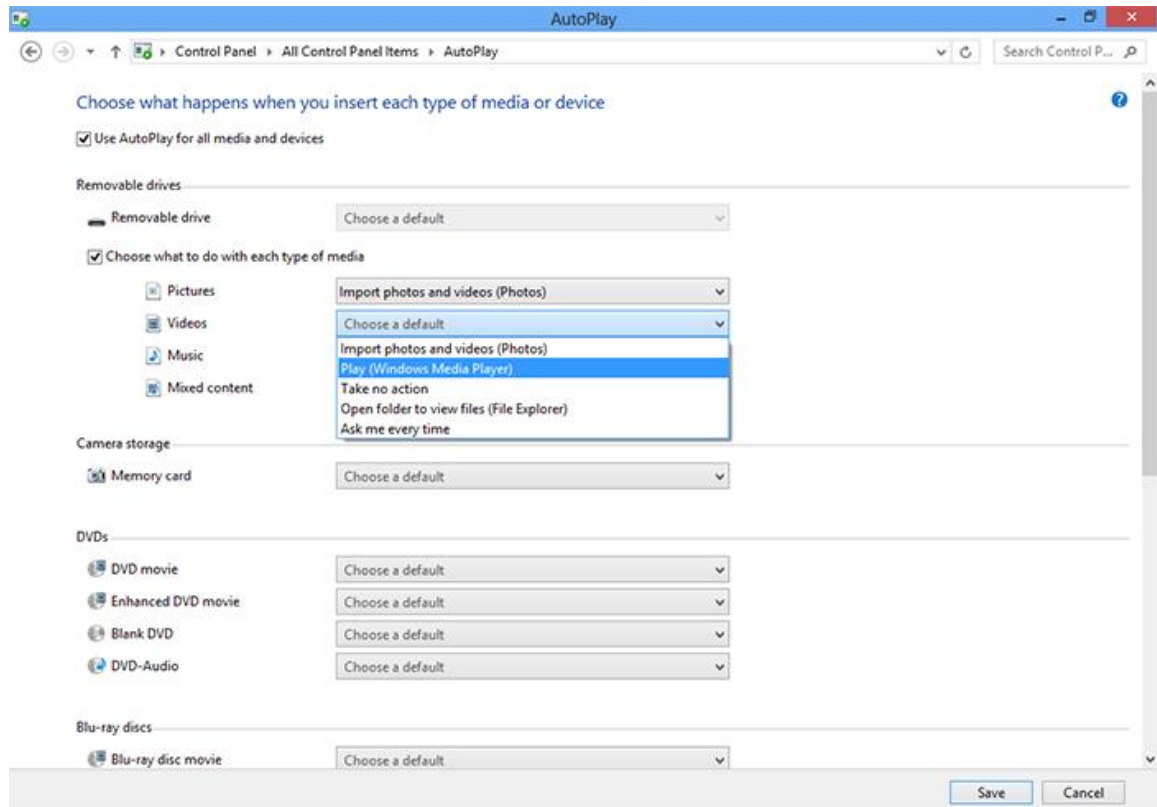 AutoPlay
Control Panel All Control Panel Items AutoPlay Search Control P...
Choose what happens when you insert each type of media or device
Use AutoPlay for all media and devices
Removable drives
Removable drive Choose a default
Choose what to do with each type of media
Pictures Import photos and videos (Photos)
Videos Choose a default
Import photos and videos (Photos)
Music
Play (Windows Media Player)
Take no action
Mixed content
Open folder to view files (File Explorer)
Ask me every time
Camera storage
Memory card Choose a default
DVDs
DVD movie Choose a default
Enhanced DVD movie Choose a default
Blank DVD Choose a default
DVD-Audio Choose a default
Blu-ray discs
Blu-ray disc movie Choose a default
Save Cancel